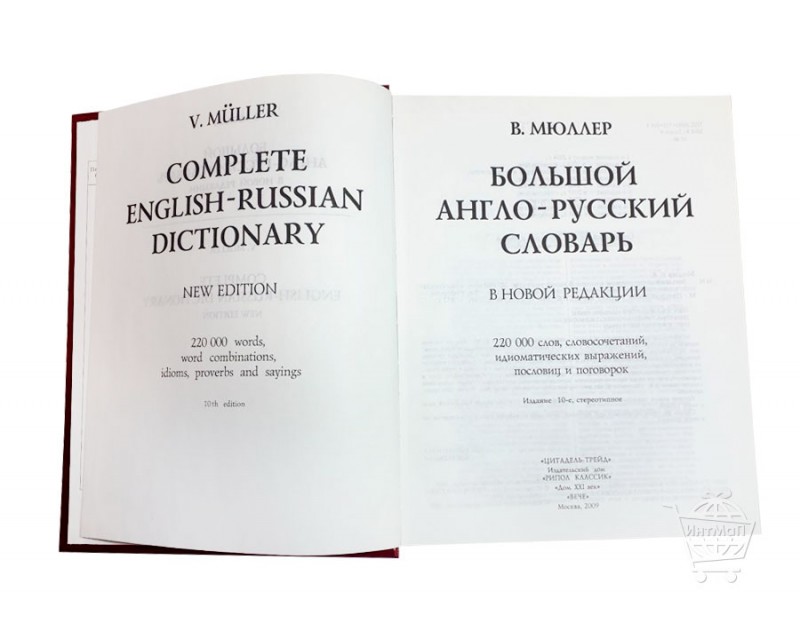 V. MÜLLER
COMPLETE
ENGLISH-RUSSIAN
DICTIONARY
NEW EDITION
220 000 words,
word combinations,
idioms, proverbs and sayings
10th edition
В. МЮЛЛЕР
БОЛЬШОЙ
АНГЛО-РУССКИЙ
СЛОВАРЬ
В НОВОЙ РЕДАКЦИИ
220 000 слов, словосочетаний,
идиоматических выражений,
пословиц и поговорок
Издание 10-е, стереотипное
«ЦИТАДЕЛЬ-ТРЕЙД»
Издательский дом
«РИПОЛ КЛАССИК»
«Дом. XXI век»
«ВЕЧЕ»
Москва, 2009
ИнтМоП